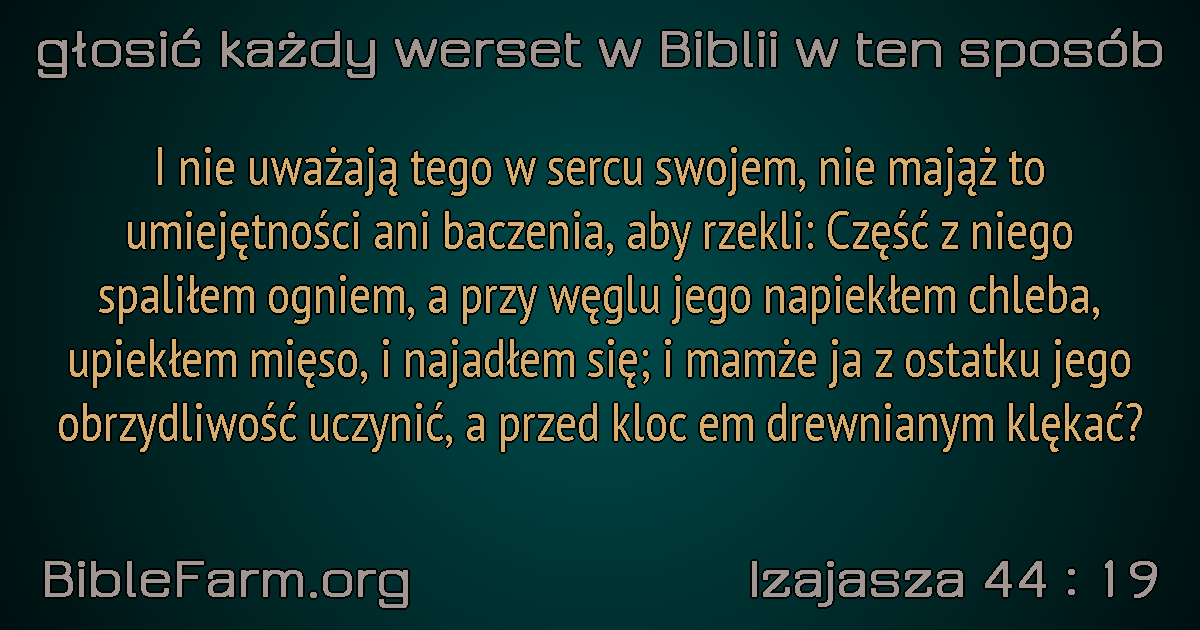 głosić każdy werset w Biblii w ten sposób
I nie uważają tego w sercu swojem, nie mająż to
umiejętności ani baczenia, aby rzekli: Część z niego
spaliłem ogniem, a przy węglu jego napiekłem chleba,
upiekłem mięso, i najadłem się; i mamże ja z ostatku jego
obrzydliwość uczynić, a przed kloc em drewnianym klękać?
BibleFarm.org
Izajasza 44 : 19